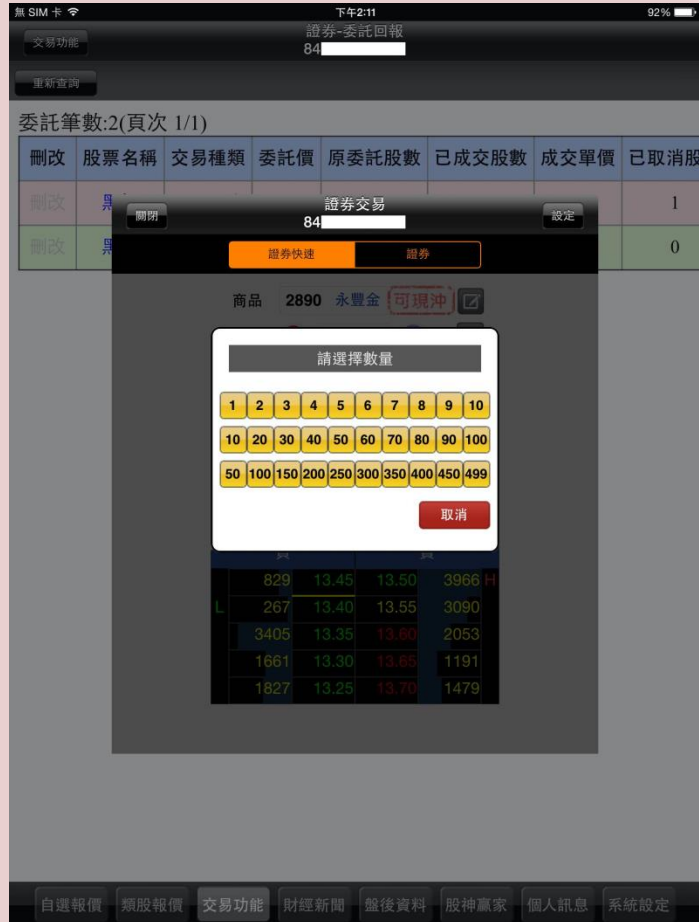 無 SIM 卡 下午2:11 92%
交易功能 證券-委託回報
84
重新查詢
委託筆數:2(頁次 1/1)
刪改 股票名稱 交易種類 委託價 原委託股數 已成交股數 成交單價 已取消股
刪改 1
刪改 0
關閉 證券交易 設定
84
證券快速 證券
商品 2890 永豐金 可現沖
請選擇數量
1 2 3 4 5 6 7 8 9 10
10 20 30 40 50 60 70 80 90 100
50 100 150 200 250 300 350 400 450 499
取消
829 13.45 13.50 3966 H
L 267 13.40 13.55 3090
3405 13.35 13.60 2053
1661 13.30 13.65 1191
1827 13.25 13.70 1479
自選報價 類股報價 交易功能 財經新聞 盤後資料 股神贏家 個人訊息 系統設定